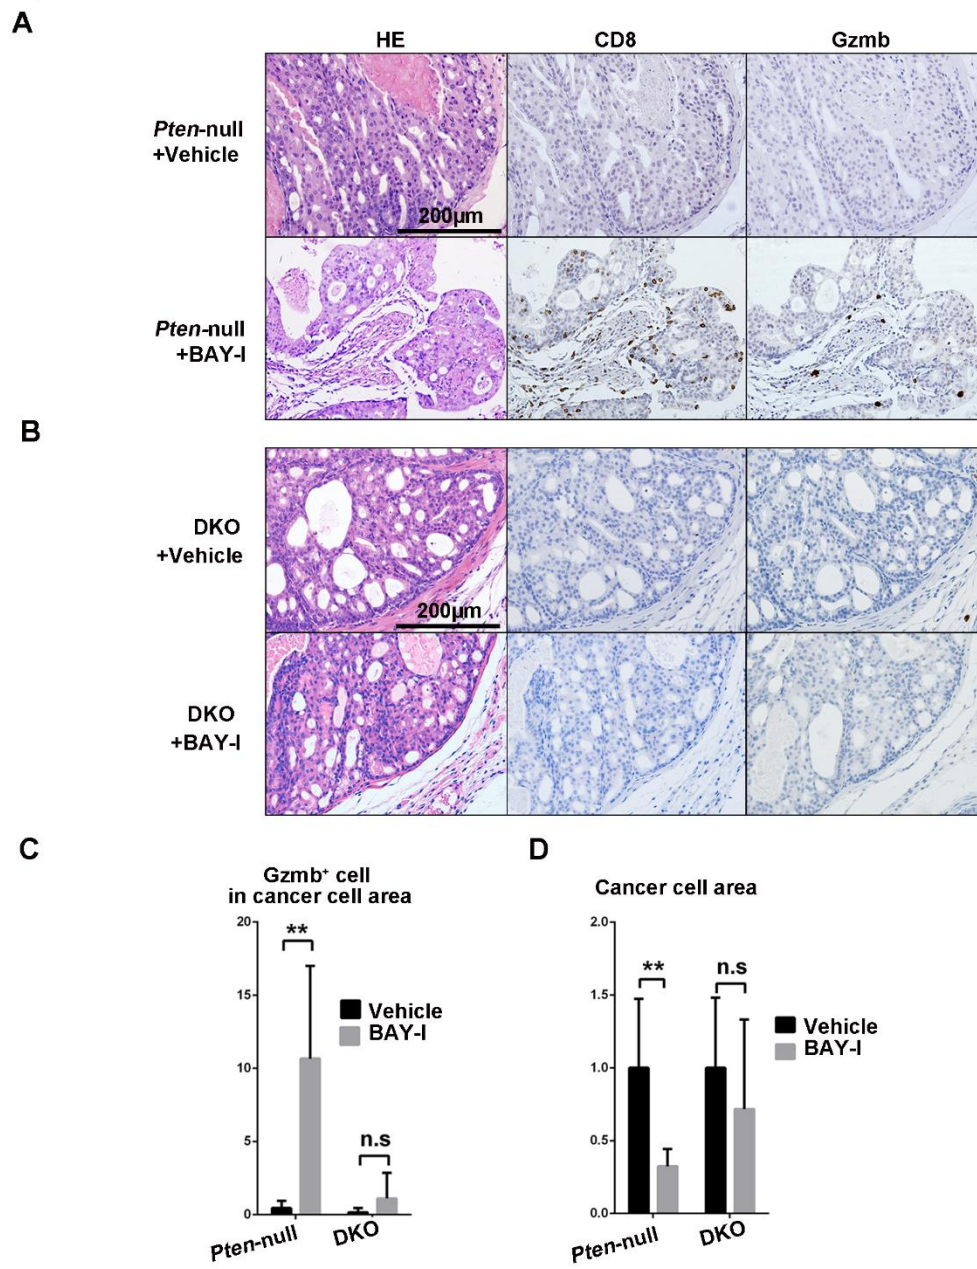 A
HE CD8 Gzmb
Pten-null
+Vehicle
200μm
Pten-null
+BAY-I
B
DKO
+Vehicle
200μm
DKO
+BAY-I
C
Gzmb⁺ cell
in cancer cell area
20
15
10
5
0
**
n.s
Vehicle
BAY-I
Pten-null DKO
D
Cancer cell area
2.0
1.5
1.0
0.5
0.0
**
n.s
Vehicle
BAY-I
Pten-null DKO